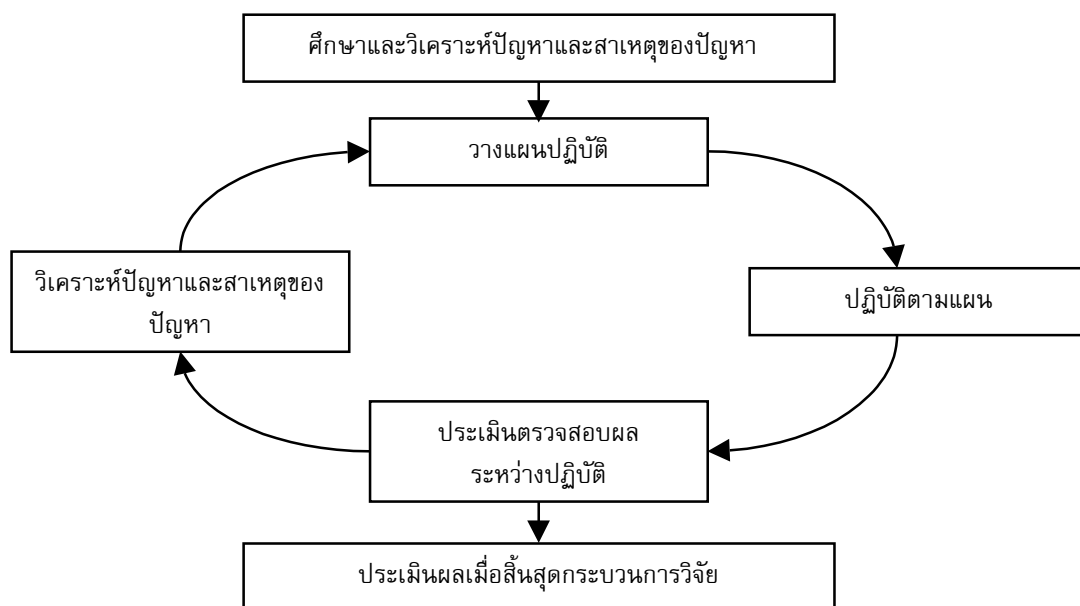 ศึกษาและวิเคราะห์ปัญหาและสาเหตุของปัญหา
วางแผนปฏิบัติ
วิเคราะห์ปัญหาและสาเหตุของ
ปัญหา
ปฏิบัติตามแผน
ประเมินตรวจสอบผล
ระหว่างปฏิบัติ
ประเมินผลเมื่อสิ้นสุดกระบวนการวิจัย